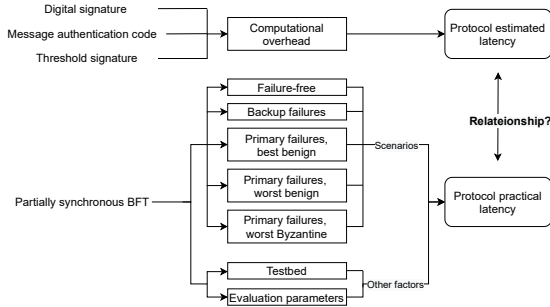 Digital signature
Message authentication code
Threshold signature
Computational
overhead
Protocol estimated
latency
Failure-free
Backup failures
Primary failures,
best benign
Primary failures,
worst benign
Primary failures,
worst Byzantine
Scenarios
Relateionship?
Partially synchronous BFT
Protocol practical
latency
Testbed
Evaluation parameters
Other factors